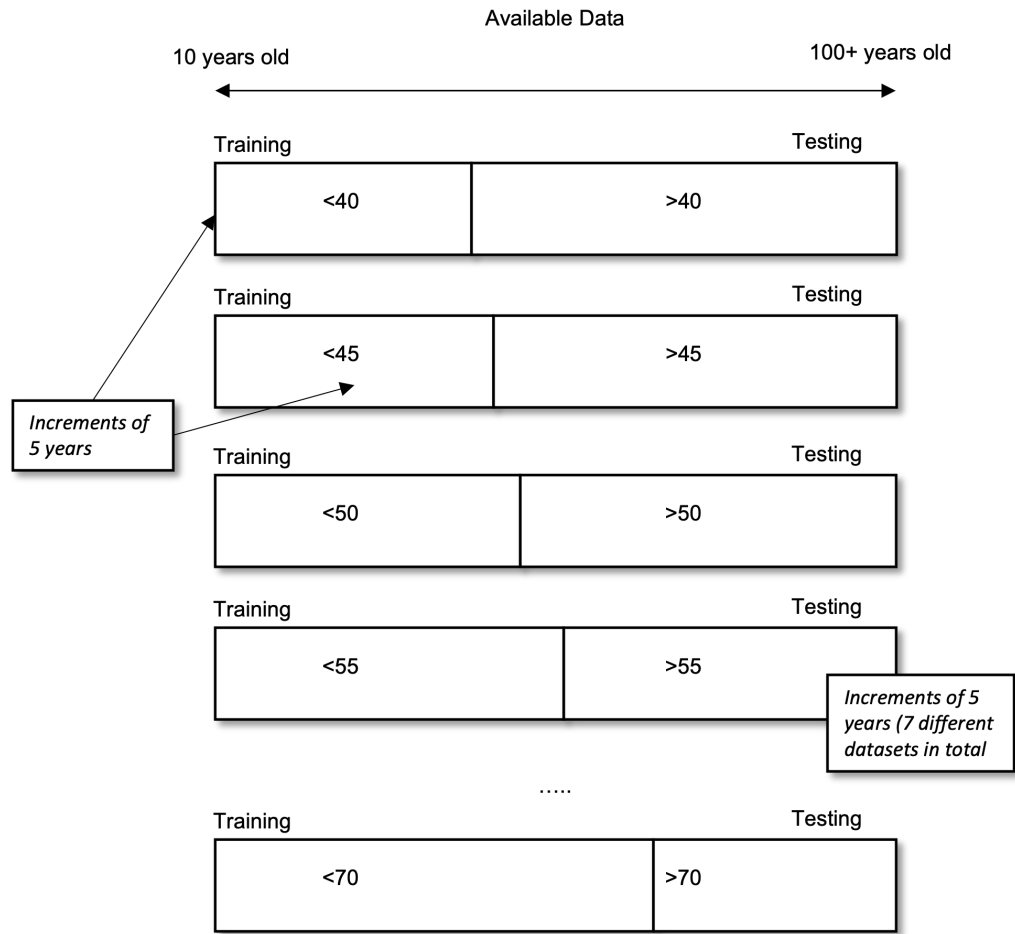 Available Data
10 years old
100+ years old
Training
Testing
<40
>40
Training
Testing
<45
>45
Increments of
5 years
Training
Testing
<50
>50
Training
Testing
<55
>55
Increments of 5
years (7 different
datasets in total
.....
Training
Testing
<70
>70